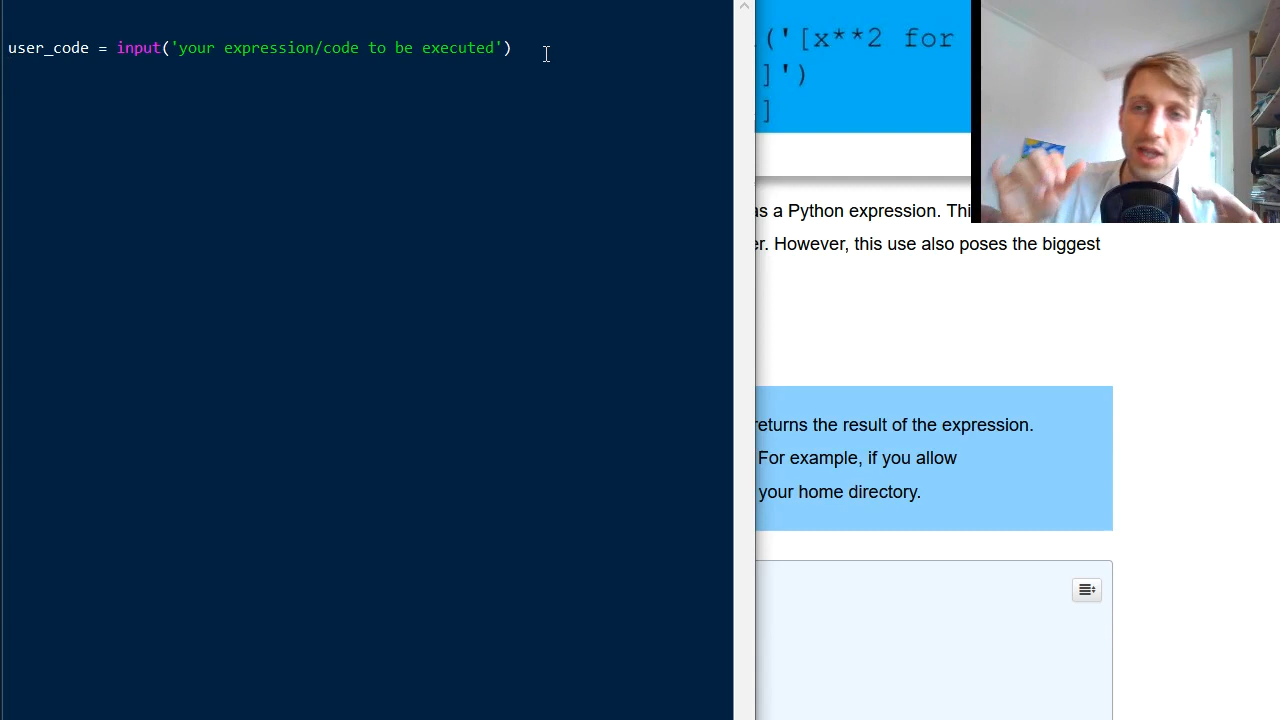 user_code = input('your expression/code to be executed')
('[x**2 for
]')
]
as a Python expression. Thi
er. However, this use also poses the biggest
returns the result of the expression.
For example, if you allow
your home directory.